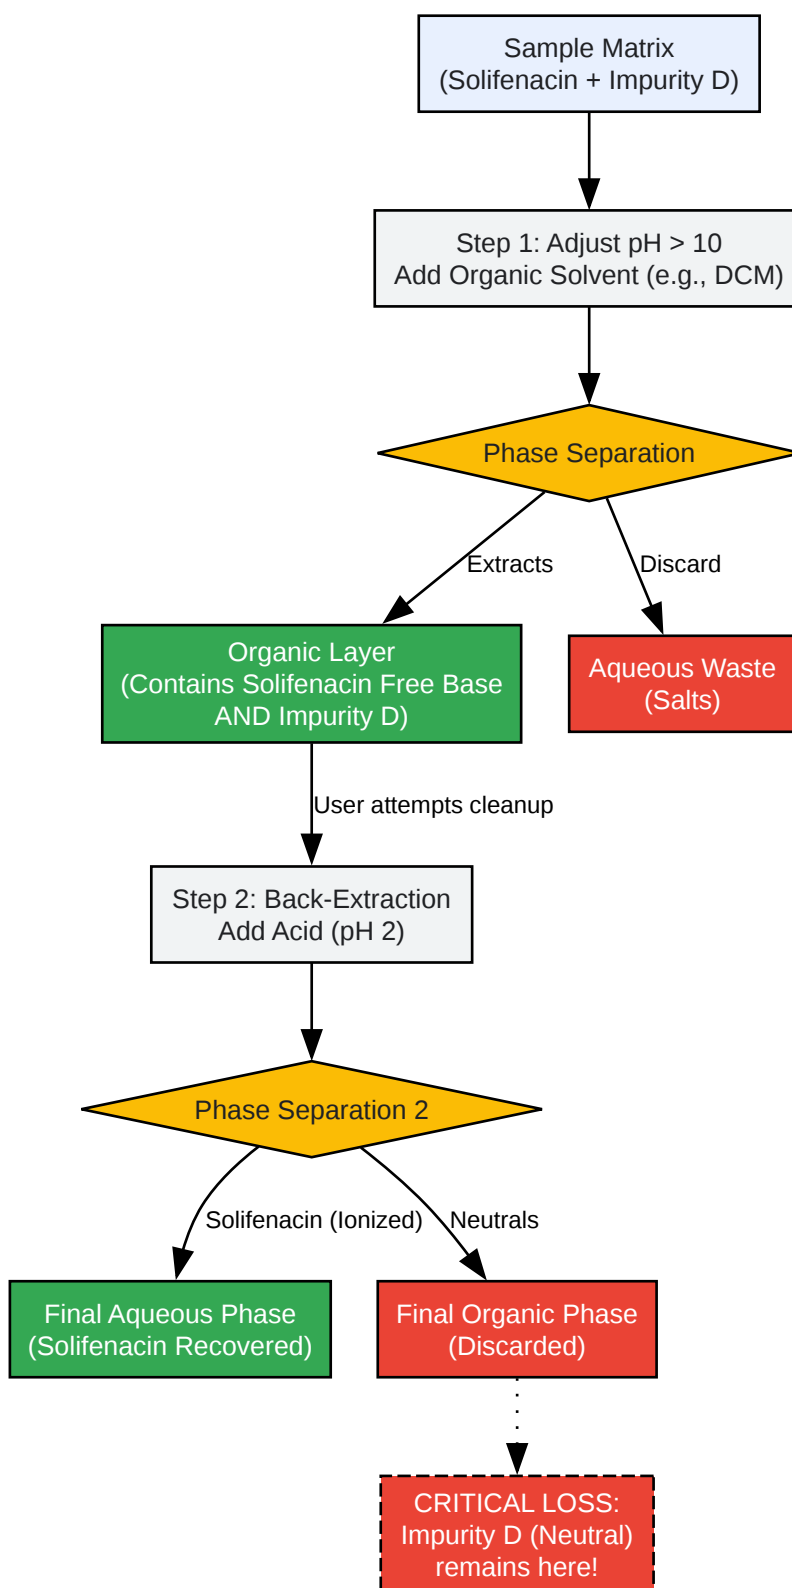 Sample Matrix
(Solifenacin + Impurity D)
Step 1: Adjust pH > 10
Add Organic Solvent (e.g., DCM)
Phase Separation
Extracts
Discard
Organic Layer
(Contains Solifenacin Free Base
AND Impurity D)
Aqueous Waste
(Salts)
User attempts cleanup
Step 2: Back-Extraction
Add Acid (pH 2)
Phase Separation 2
Solifenacin (Ionized)
Neutrals
Final Aqueous Phase
(Solifenacin Recovered)
Final Organic Phase
(Discarded)
CRITICAL LOSS:
Impurity D (Neutral)
remains here!